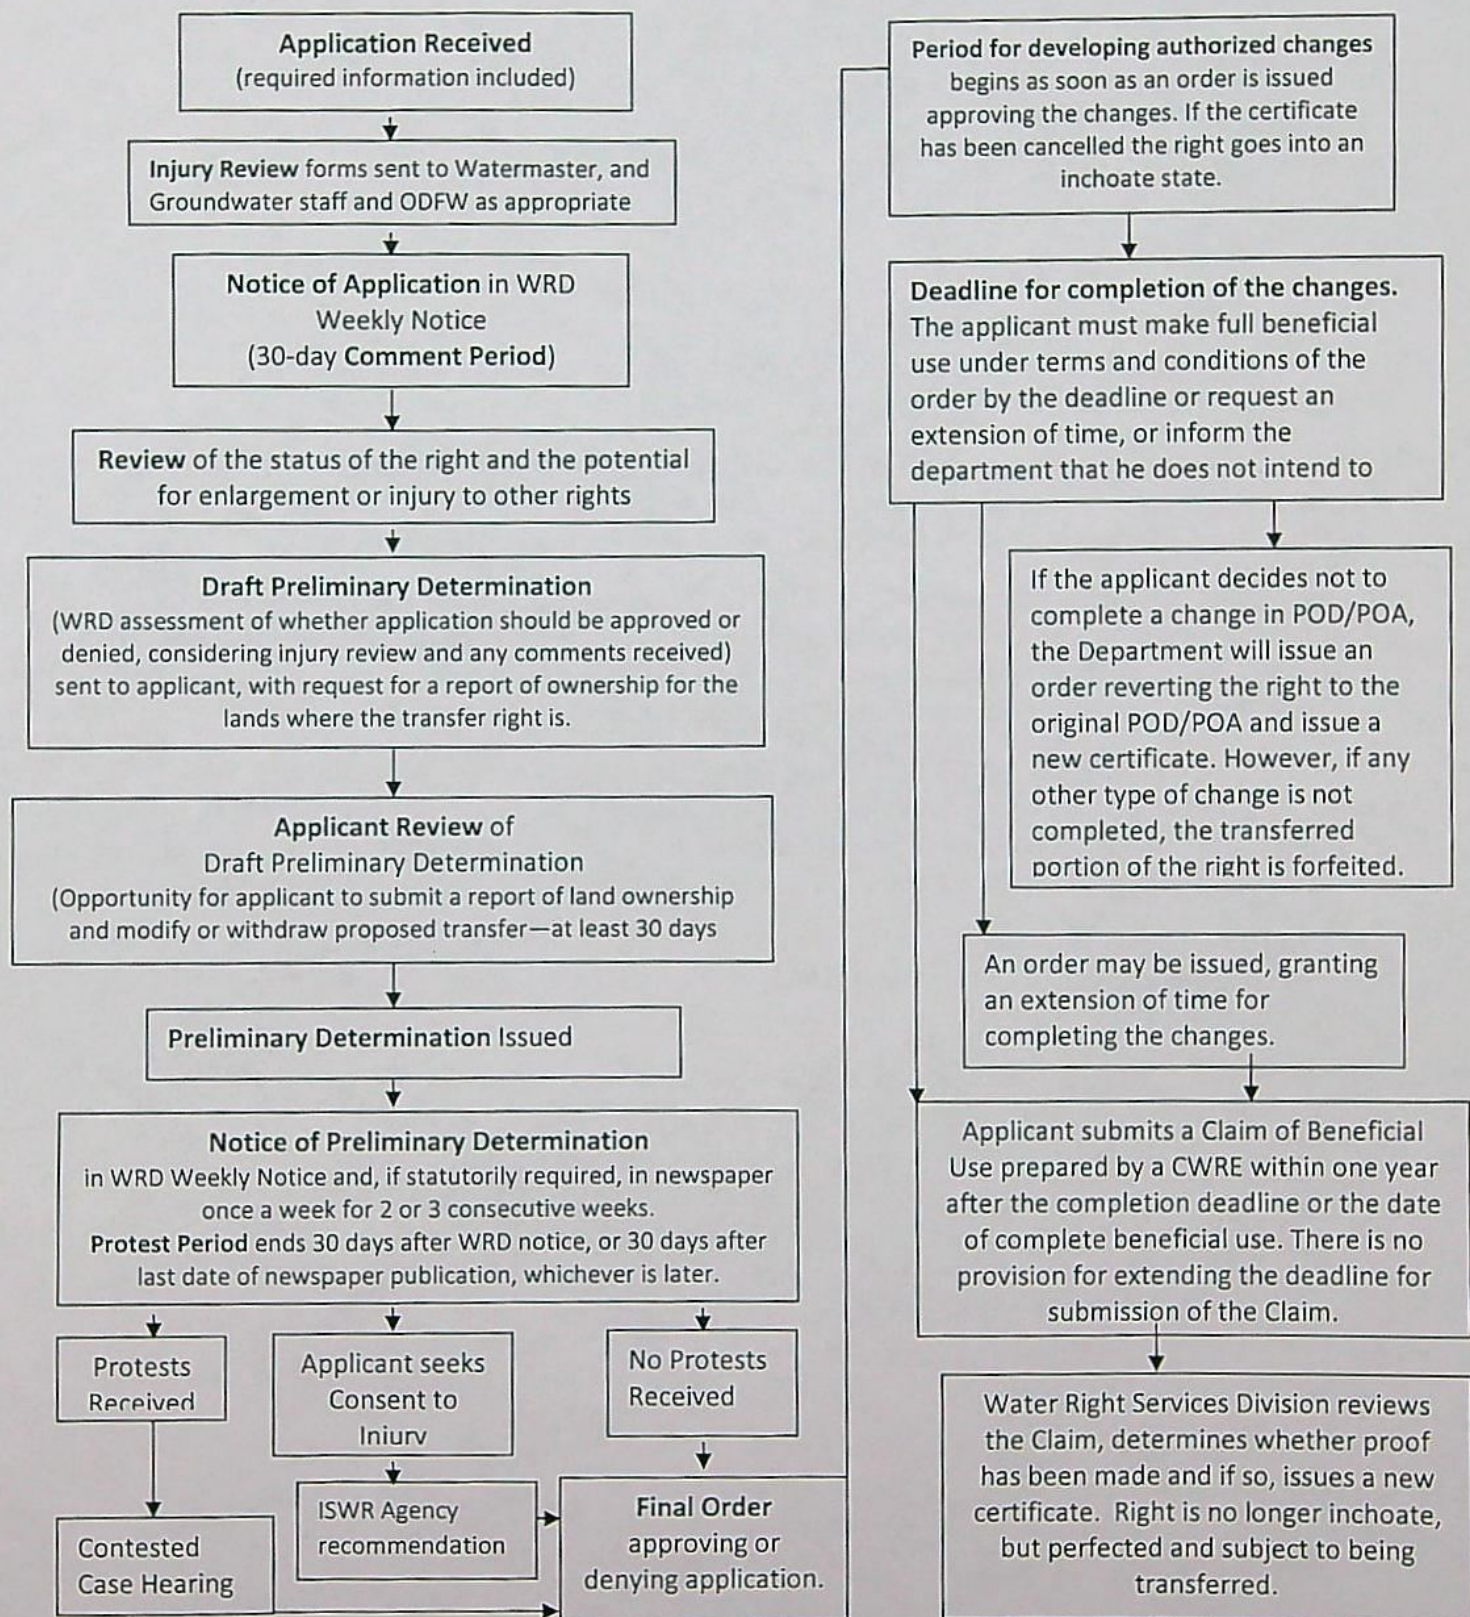 Application Received
(required information included)
Injury Review forms sent to Watermaster, and
Groundwater staff and ODFW as appropriate
Notice of Application in WRD
Weekly Notice
(30-day Comment Period)
Review of the status of the right and the potential
for enlargement or injury to other rights
Draft Preliminary Determination
(WRD assessment of whether application should be approved or
denied, considering injury review and any comments received)
sent to applicant, with request for a report of ownership for the
lands where the transfer right is.
Applicant Review of
Draft Preliminary Determination
(Opportunity for applicant to submit a report of land ownership
and modify or withdraw proposed transfer—at least 30 days
Preliminary Determination Issued
Notice of Preliminary Determination
in WRD Weekly Notice and, if statutorily required, in newspaper
once a week for 2 or 3 consecutive weeks.
Protest Period ends 30 days after WRD notice, or 30 days after
last date of newspaper publication, whichever is later.
Protests
Received
Applicant seeks
Consent to
Injury
No Protests
Received
Contested
Case Hearing
ISWR Agency
recommendation
Final Order
approving or
denying application.
Period for developing authorized changes
begins as soon as an order is issued
approving the changes. If the certificate
has been cancelled the right goes into an
inchoate state.
Deadline for completion of the changes.
The applicant must make full beneficial
use under terms and conditions of the
order by the deadline or request an
extension of time, or inform the
department that he does not intend to
If the applicant decides not to
complete a change in POD/POA,
the Department will issue an
order reverting the right to the
original POD/POA and issue a
new certificate. However, if any
other type of change is not
completed, the transferred
portion of the right is forfeited.
An order may be issued, granting
an extension of time for
completing the changes.
Applicant submits a Claim of Beneficial
Use prepared by a CWRE within one year
after the completion deadline or the date
of complete beneficial use. There is no
provision for extending the deadline for
submission of the Claim.
Water Right Services Division reviews
the Claim, determines whether proof
has been made and if so, issues a new
certificate. Right is no longer inchoate,
but perfected and subject to being
transferred.